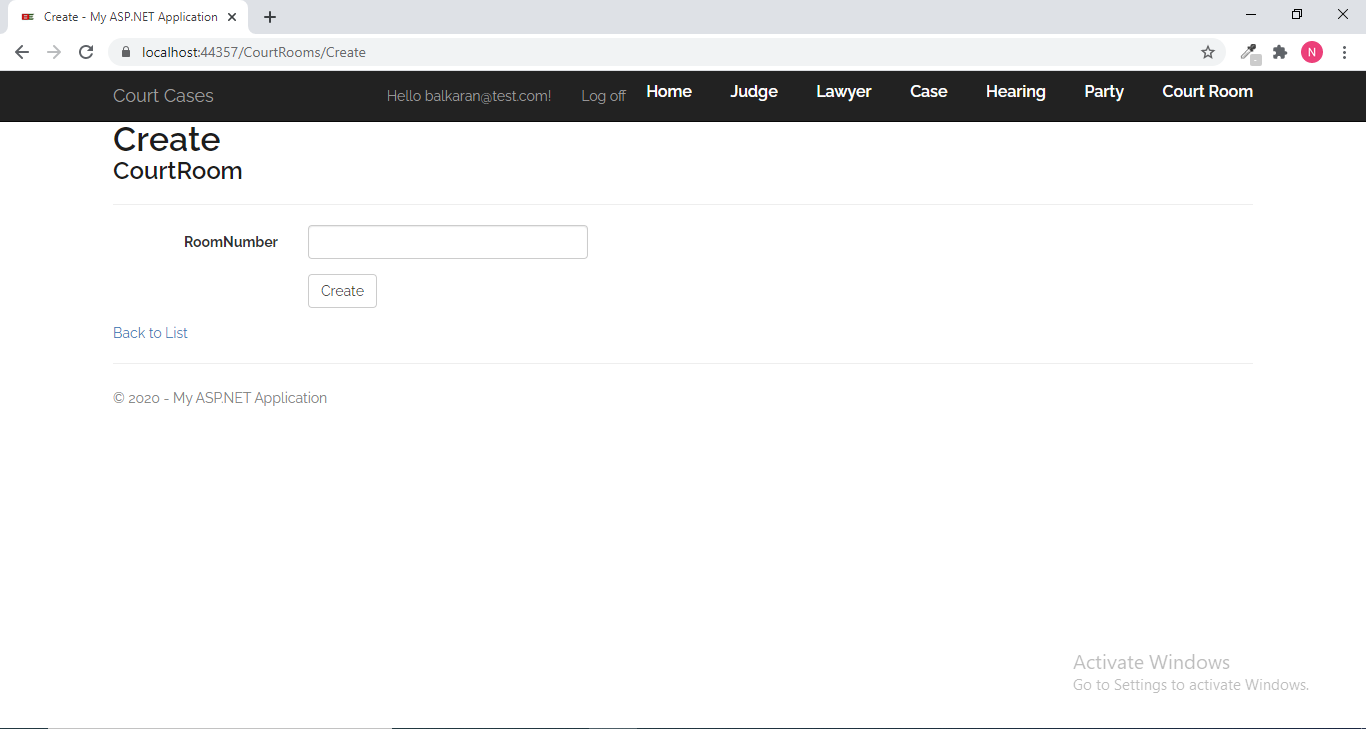 Create - My ASP.NET Application
localhost:44357/CourtRooms/Create
N
Court Cases Hello balkaran@test.com! Log off Home Judge Lawyer Case Hearing Party Court Room
Create
CourtRoom
RoomNumber
Create
Back to List
© 2020 - My ASP.NET Application
Activate Windows
Go to Settings to activate Windows.